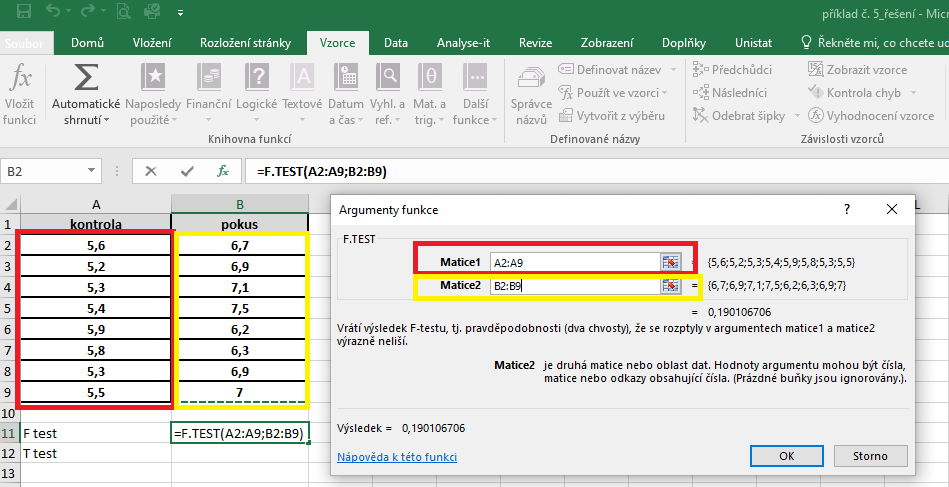 příklad č. 5_řešení - Micr
Soubor Domů Vložení Rozložení stránky Vzorce Data Analyse-it Revize Zobrazení Doplňky Unistat Řekněte mi, co chcete ud
fx Σ ? A θ
Vložit funkci
Automatické shrnutí
Naposledy použité
Finanční
Logické
Textové
Datum a čas
Vyhl. a ref.
Mat. a trig.
Další funkce
Knihovna funkcí
Správce názvů
Definovat název
Použít ve vzorci
Vytvořit z výběru
Definované názvy
Předchůdci
Následníci
Odebrat šipky
Zobrazit vzorce
Kontrola chyb
Vyhodnocení vzorce
Závislosti vzorců
B2 fx =F.TEST(A2:A9;B2:B9)
A B L
1 kontrola pokus
2 5,6 6,7
3 5,2 6,9
4 5,3 7,1
5 5,4 7,5
6 5,9 6,2
7 5,8 6,3
8 5,3 6,9
9 5,5 7
10
11 F test =F.TEST(A2:A9;B2:B9)
12 T test
13
Argumenty funkce ?
F.TEST
Matice1 A2:A9 = {5,6;5,2;5,3;5,4;5,9;5,8;5,3;5,5}
Matice2 B2:B9 = {6,7;6,9;7,1;7,5;6,2;6,3;6,9;7}
= 0,190106706
Vrátí výsledek F-testu, tj. pravděpodobnosti (dva chvosty), že se rozptyly v argumentech matice1 a matice2
výrazně neliší.
Matice2 je druhá matice nebo oblast dat. Hodnoty argumentu mohou být čísla,
matice nebo odkazy obsahující čísla. (Prázdné buňky jsou ignorovány.).
Výsledek = 0,190106706
Nápověda k této funkci
OK Storno